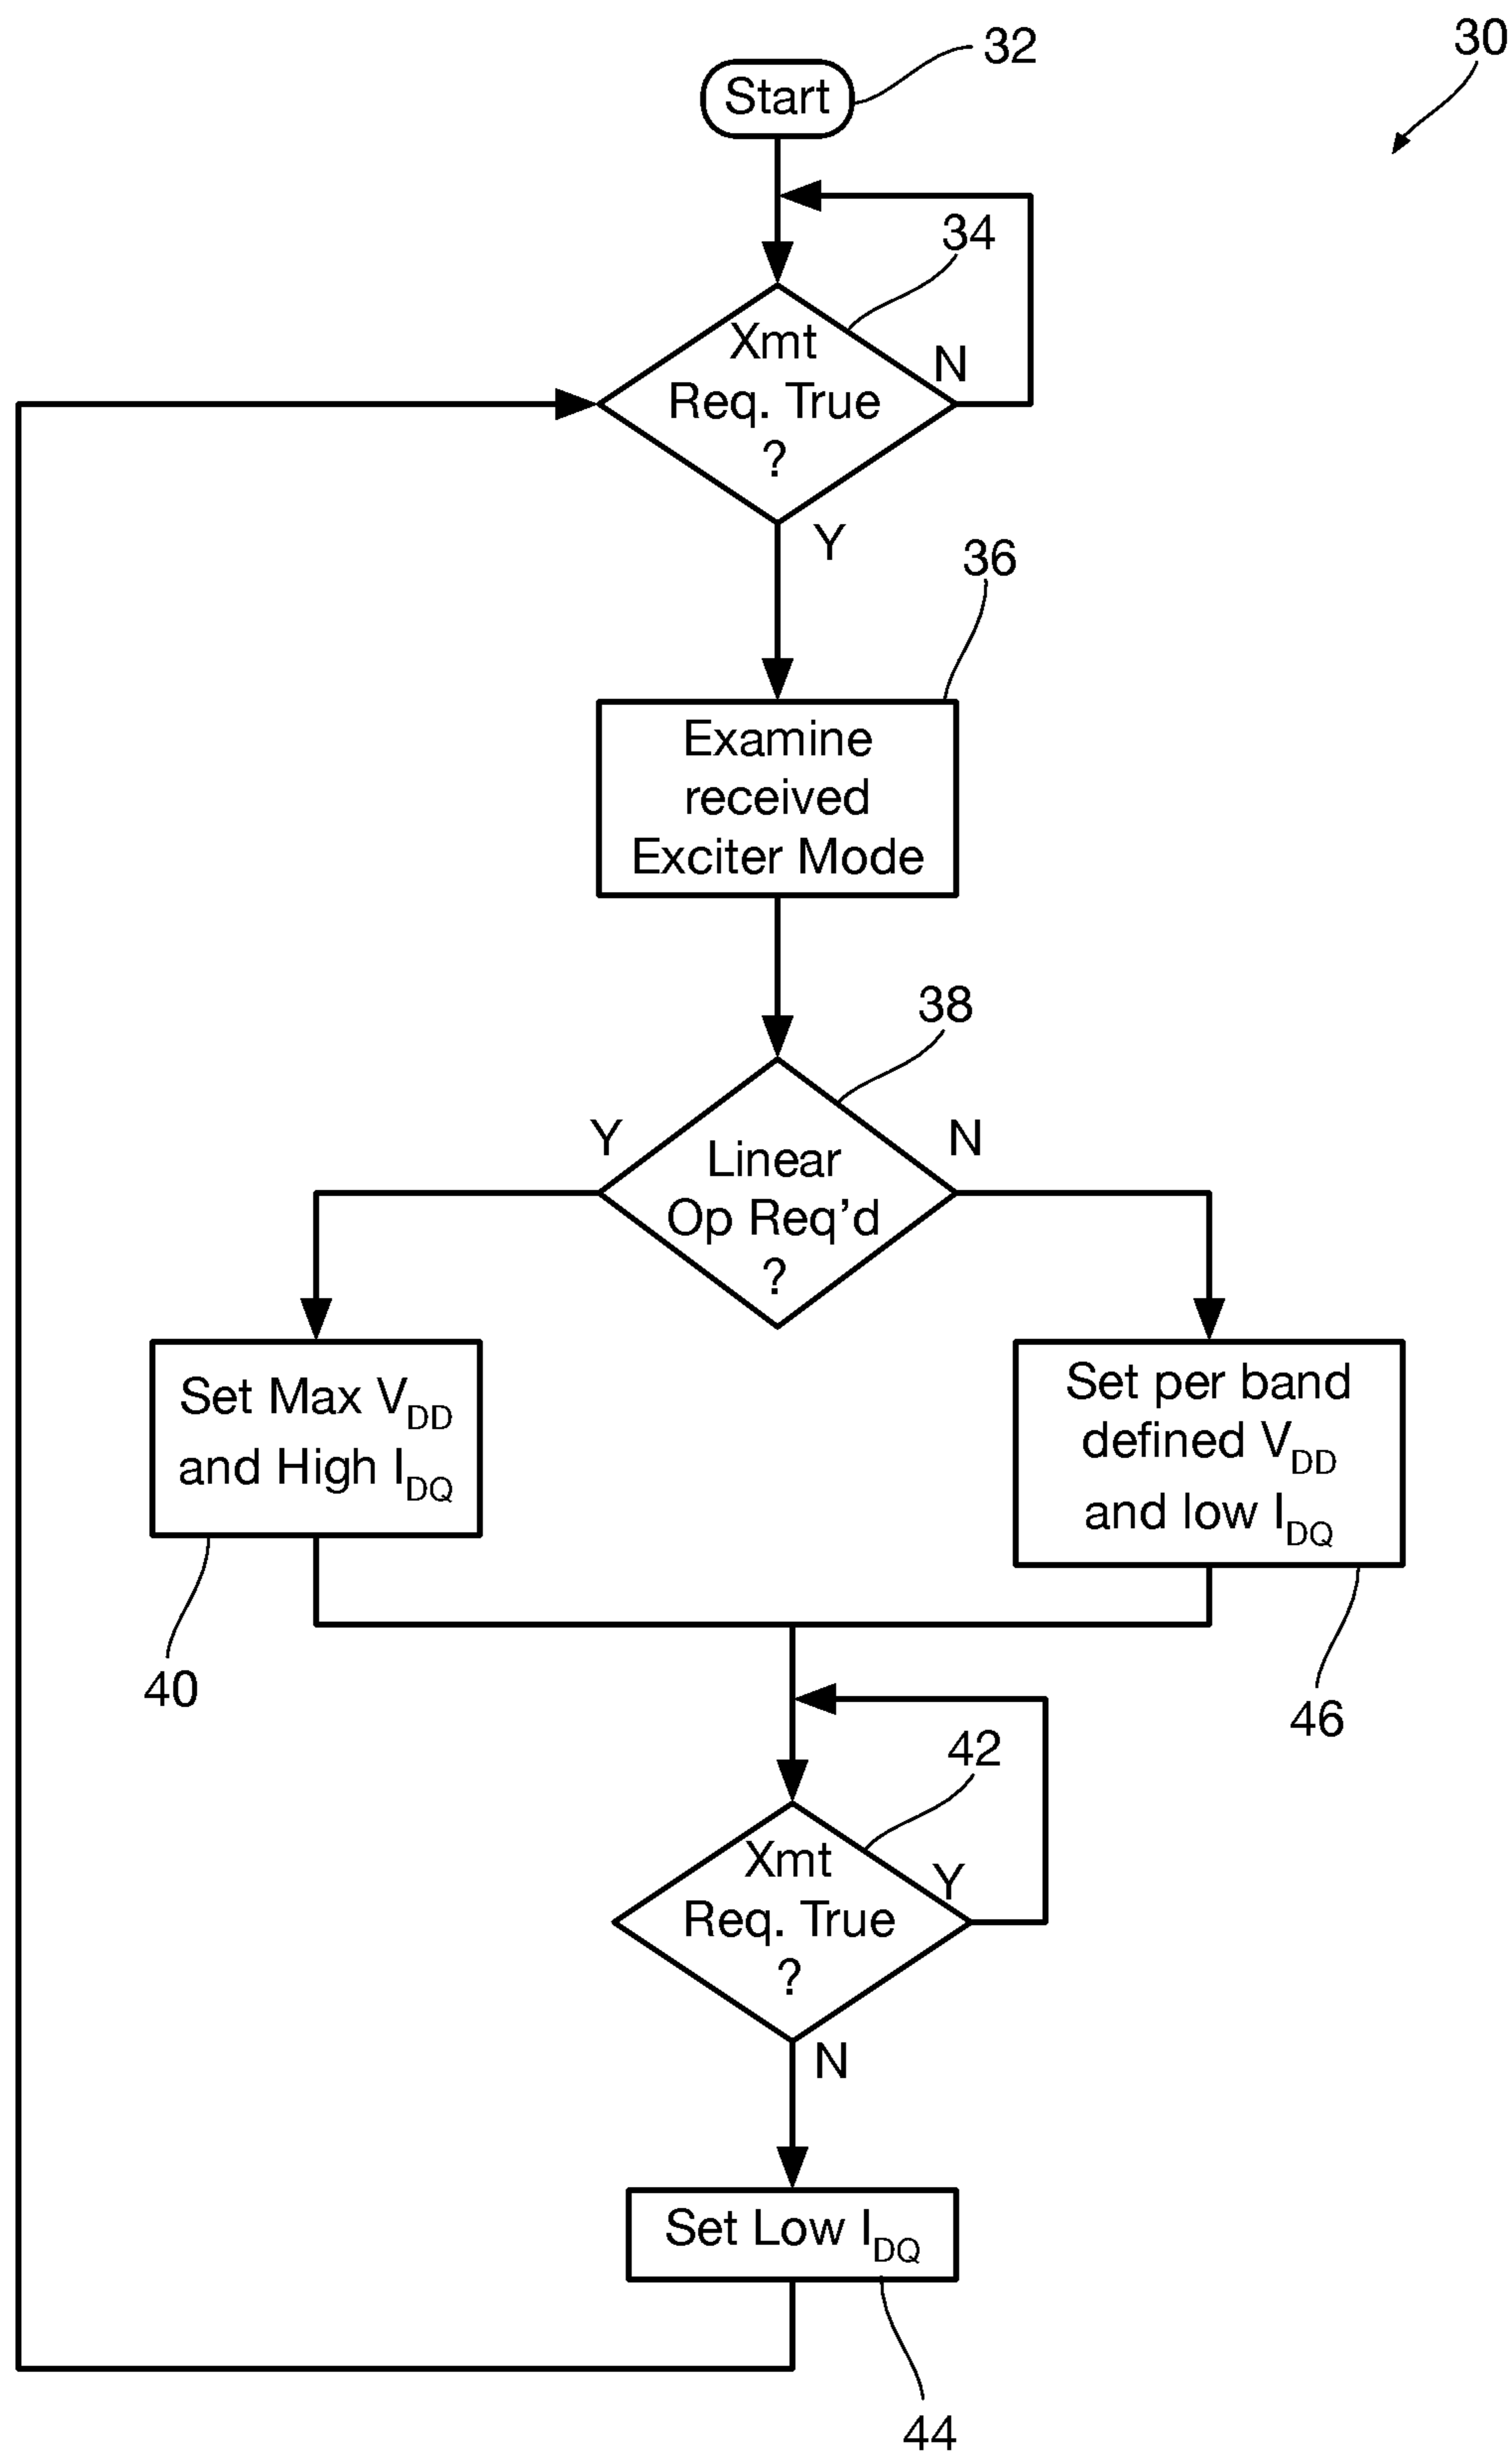 30
32
Start
34
Xmt
Req. True
?
N
Y
36
Examine
received
Exciter Mode
38
Y
N
Linear
Op Req'd
?
Set Max VDD
and High IDQ
Set per band
defined VDD
and low IDQ
40
46
42
Xmt
Req. True
?
Y
N
Set Low IDQ
44